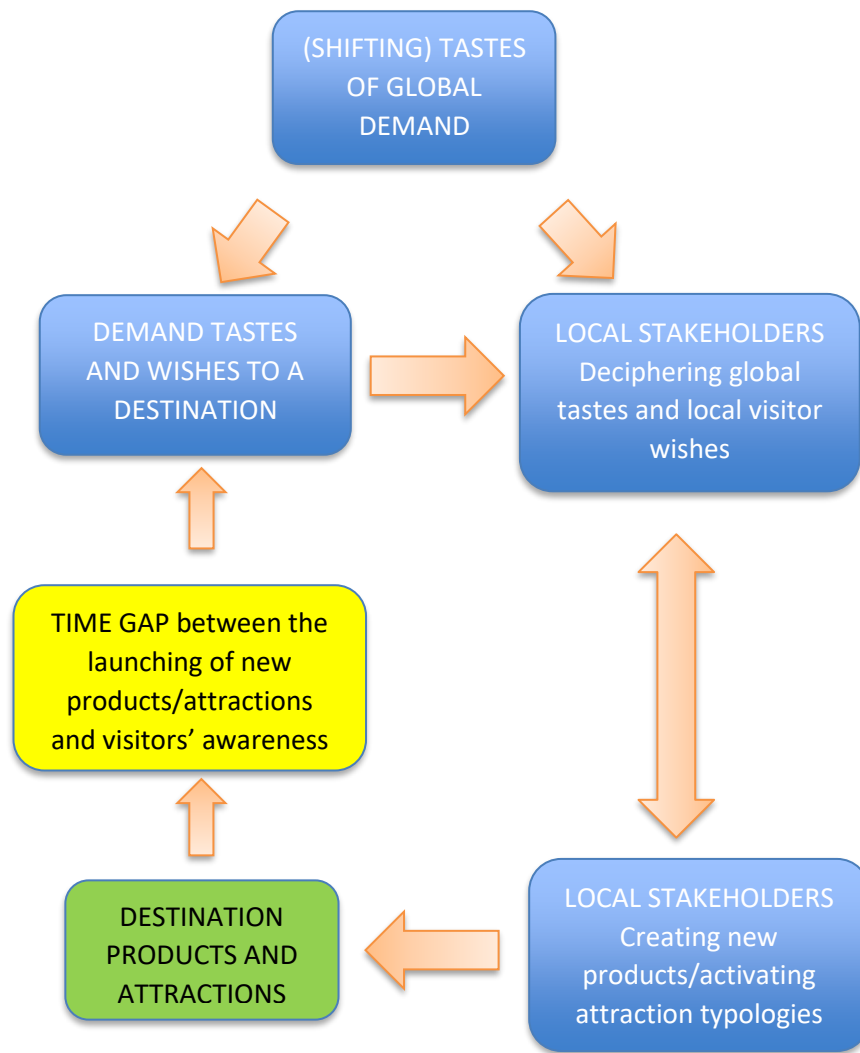 (SHIFTING) TASTES
OF GLOBAL
DEMAND
DEMAND TASTES
AND WISHES TO A
DESTINATION
LOCAL STAKEHOLDERS
Deciphering global
tastes and local visitor
wishes
TIME GAP between the
launching of new
products/attractions
and visitors’ awareness
DESTINATION
PRODUCTS AND
ATTRACTIONS
LOCAL STAKEHOLDERS
Creating new
products/activating
attraction typologies